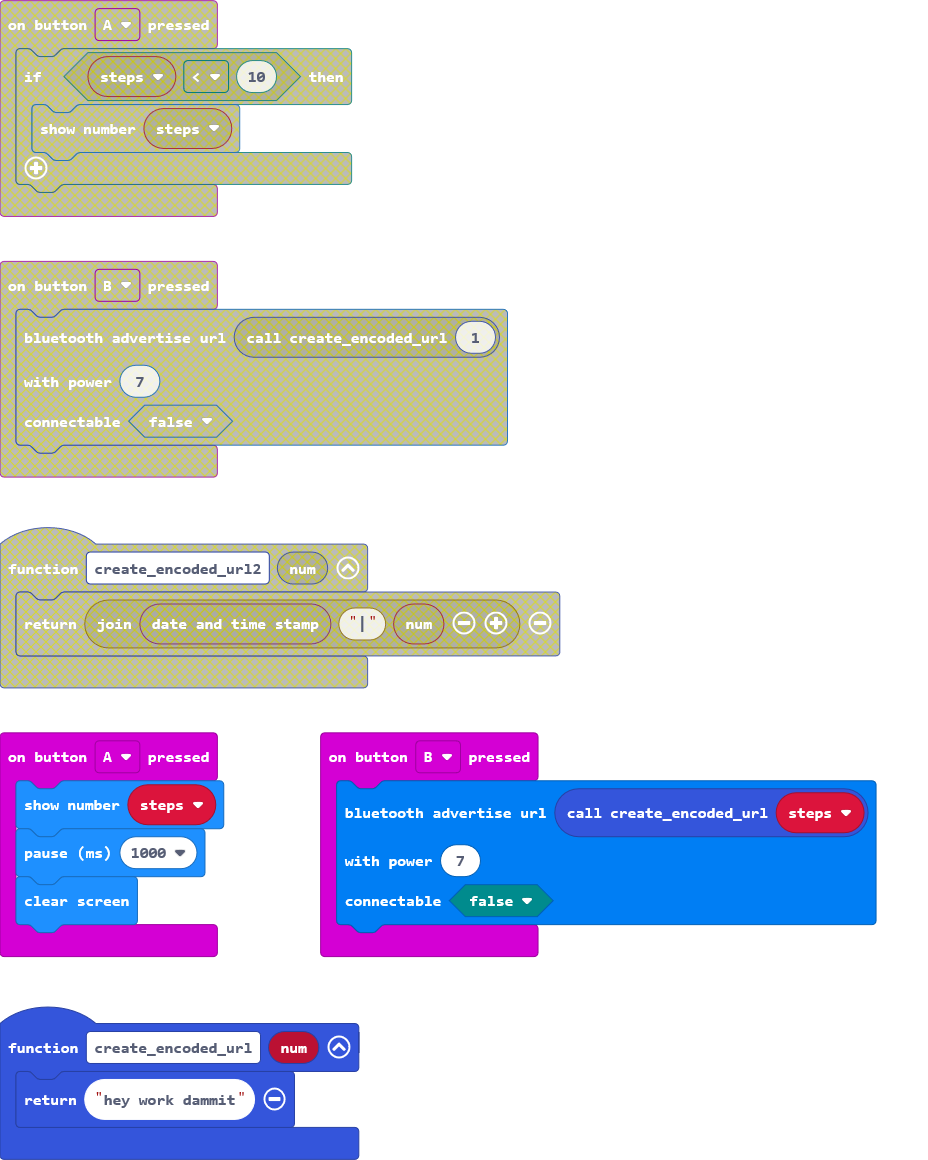 on button A pressed
if steps < 10 then
show number steps
on button B pressed
bluetooth advertise url call create_encoded_url 1
with power 7
connectable false
function create_encoded_url2 num
return join date and time stamp "|" num
on button A pressed
show number steps
pause (ms) 1000
clear screen
on button B pressed
bluetooth advertise url call create_encoded_url steps
with power 7
connectable false
function create_encoded_url num
return "hey work dammit"